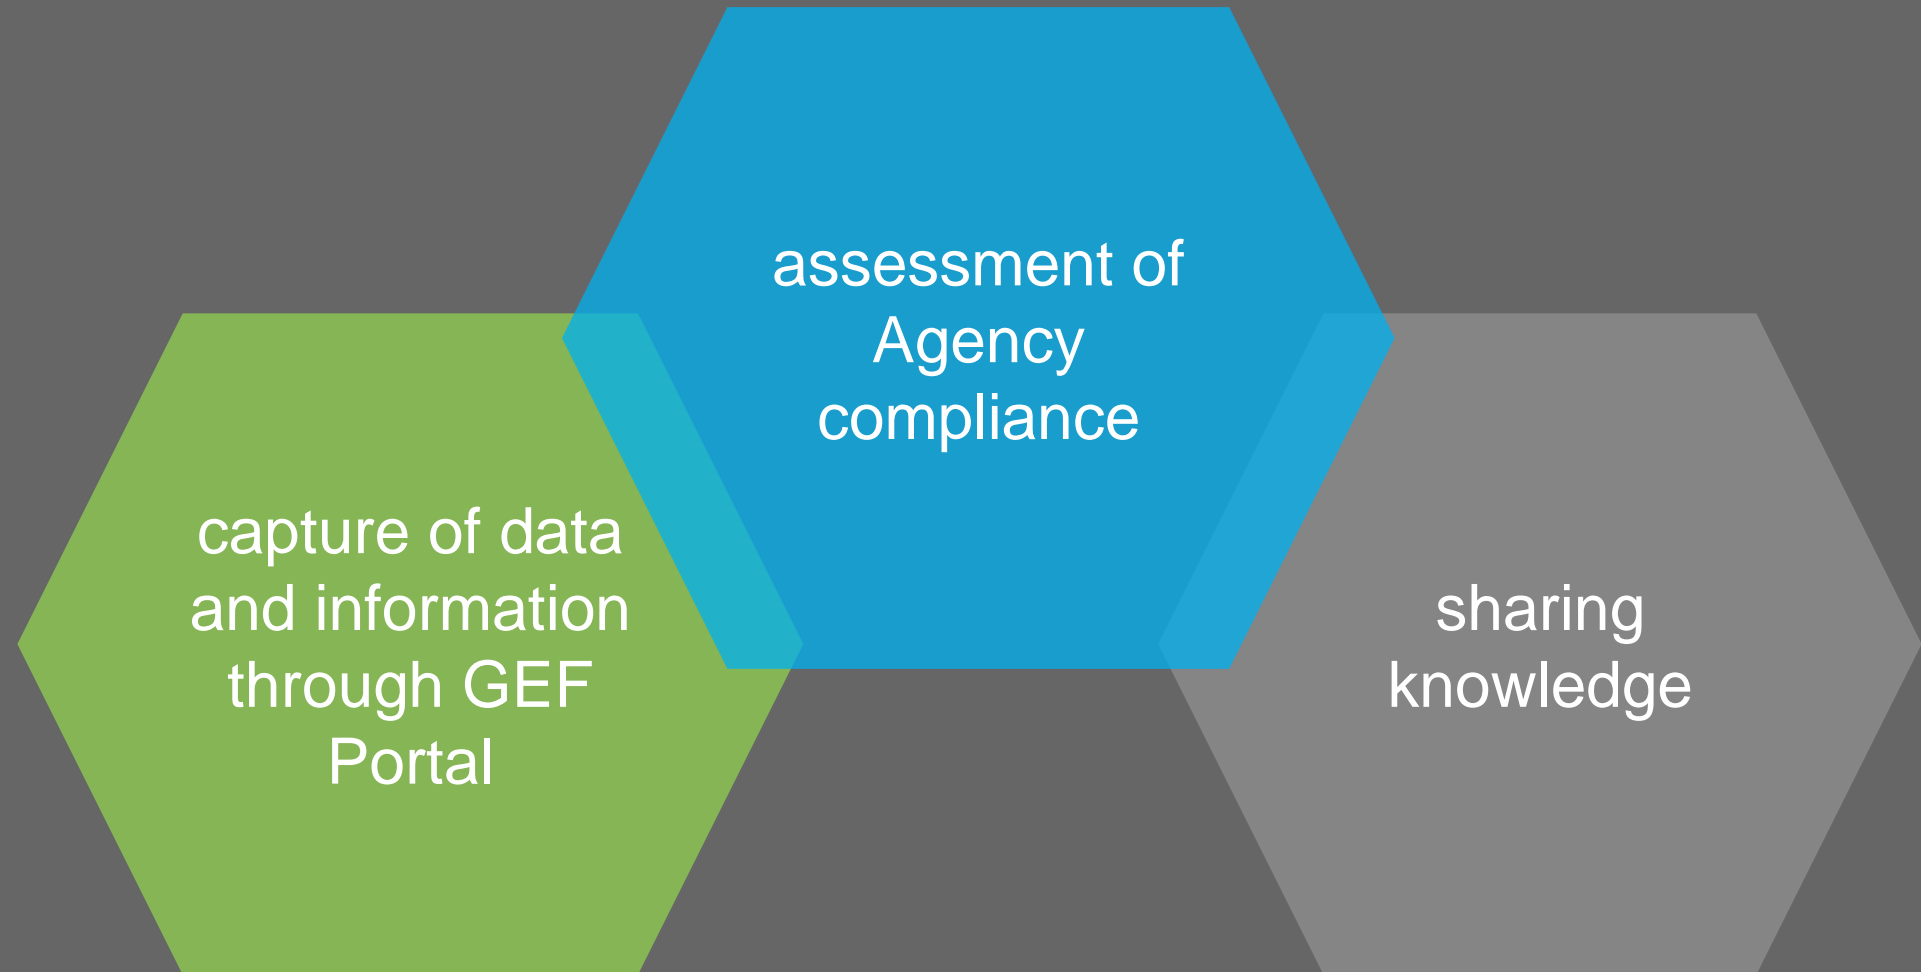 capture of data
and information
through GEF
Portal
assessment of
Agency
compliance
sharing
knowledge